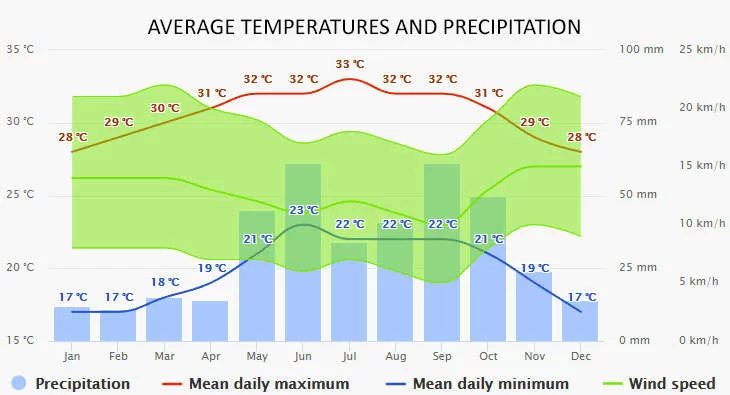 AVERAGE TEMPERATURES AND PRECIPITATION
35 °C 100 mm 25 km/h
33 °C
32 °C 32 °C 32 °C 32 °C
31 °C 31 °C
30 °C 20 km/h
29 °C 29 °C
30 °C 75 mm
28 °C 28 °C
15 km/h
25 °C 50 mm
23 °C
22 °C 22 °C 22 °C 10 km/h
21 °C 21 °C
20 °C 19 °C 19 °C 25 mm
18 °C 5 km/h
17 °C 17 °C 17 °C
15 °C 0 mm 0 km/h
Jan Feb Mar Apr May Jun Jul Aug Sep Oct Nov Dec
Precipitation Mean daily maximum Mean daily minimum Wind speed